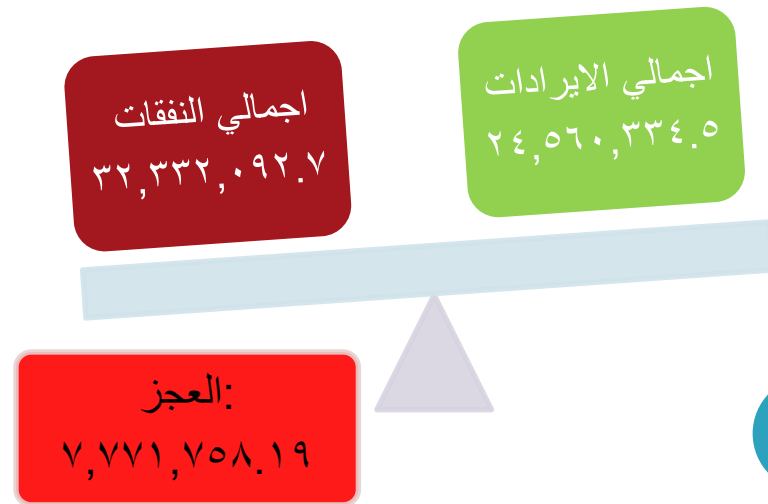 اجمالي الايرادات
٢٤,٥٦٠,٣٣٤.٥
اجمالي النفقات
٣٢,٣٣٢,٠٩٢.٧
العجز:
٧,٧٧١,٧٥٨.١٩